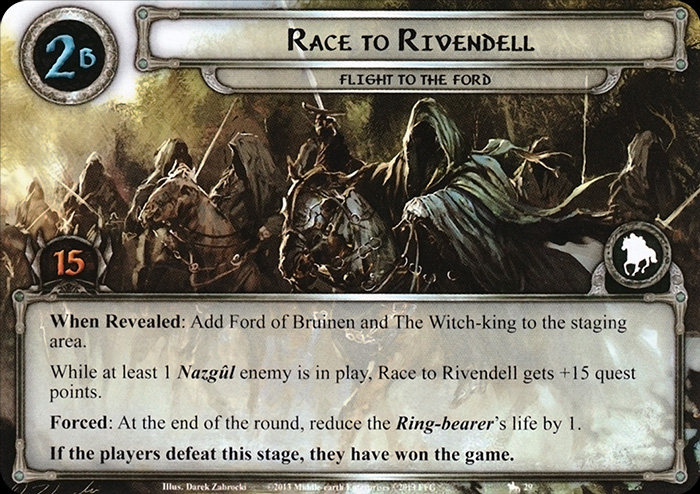 2B
RACE TO RIVENDELL
FLIGHT TO THE FORD
15
When Revealed: Add Ford of Bruinen and The Witch-king to the staging
area.
While at least 1 Nazgûl enemy is in play, Race to Rivendell gets +15 quest
points.
Forced: At the end of the round, reduce the Ring-bearer's life by 1.
If the players defeat this stage, they have won the game.
Illus. Darek Zabrocki ©2013 Middle-earth Enterprises ©2013 FFG 29